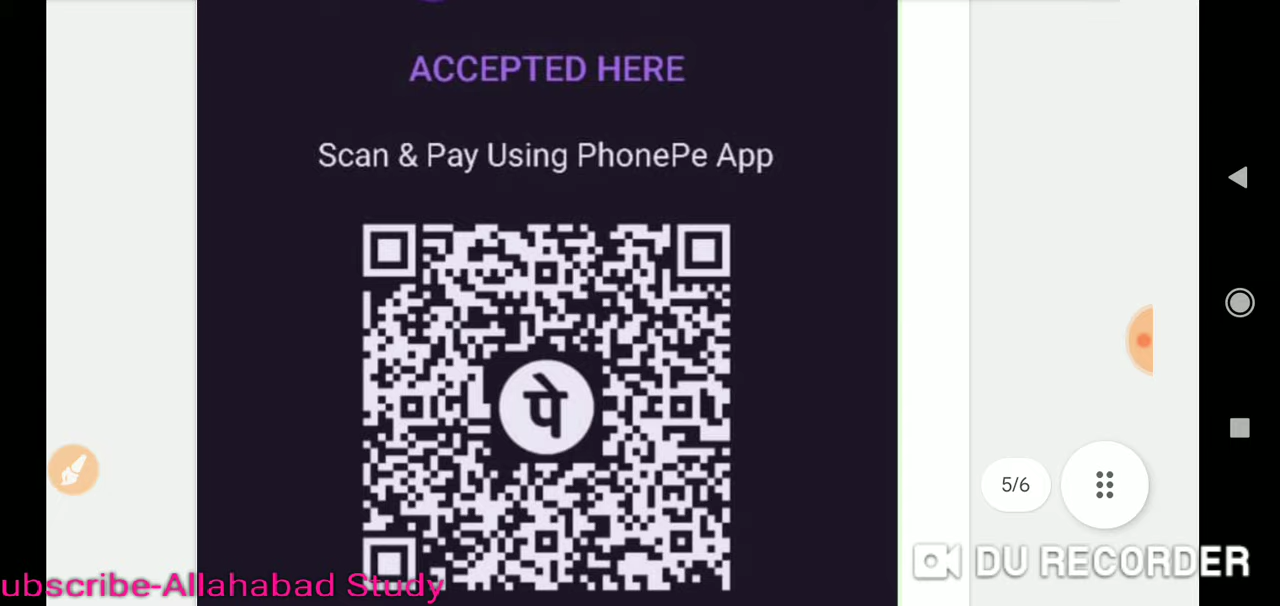 ACCEPTED HERE
Scan & Pay Using PhonePe App
पे
5/6
DU RECORDER
ubscribe-Allahabad Study